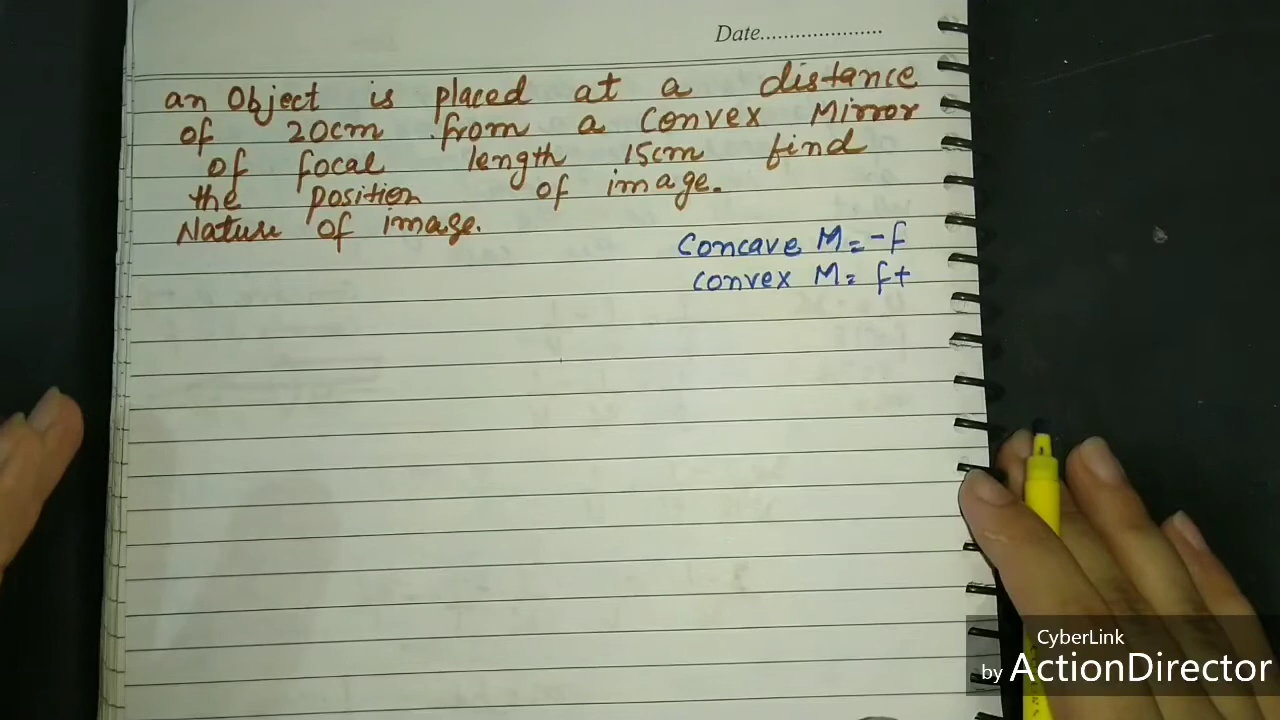 Date.....................
an Object is placed at a distance
of 20cm from a convex Mirror
of focal length 15cm find
the position of image.
Nature of image.
Concave M = -f
convex M = f+
CyberLink
by ActionDirector